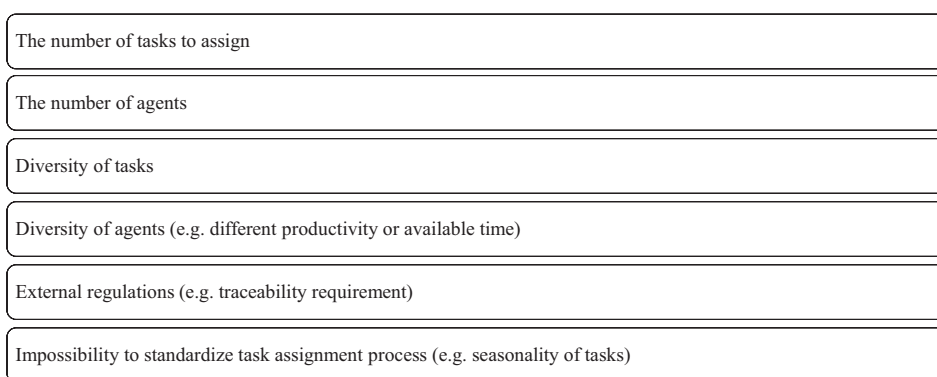 The number of tasks to assign
The number of agents
Diversity of tasks
Diversity of agents (e.g. different productivity or available time)
External regulations (e.g. traceability requirement)
Impossibility to standardize task assignment process (e.g. seasonality of tasks)